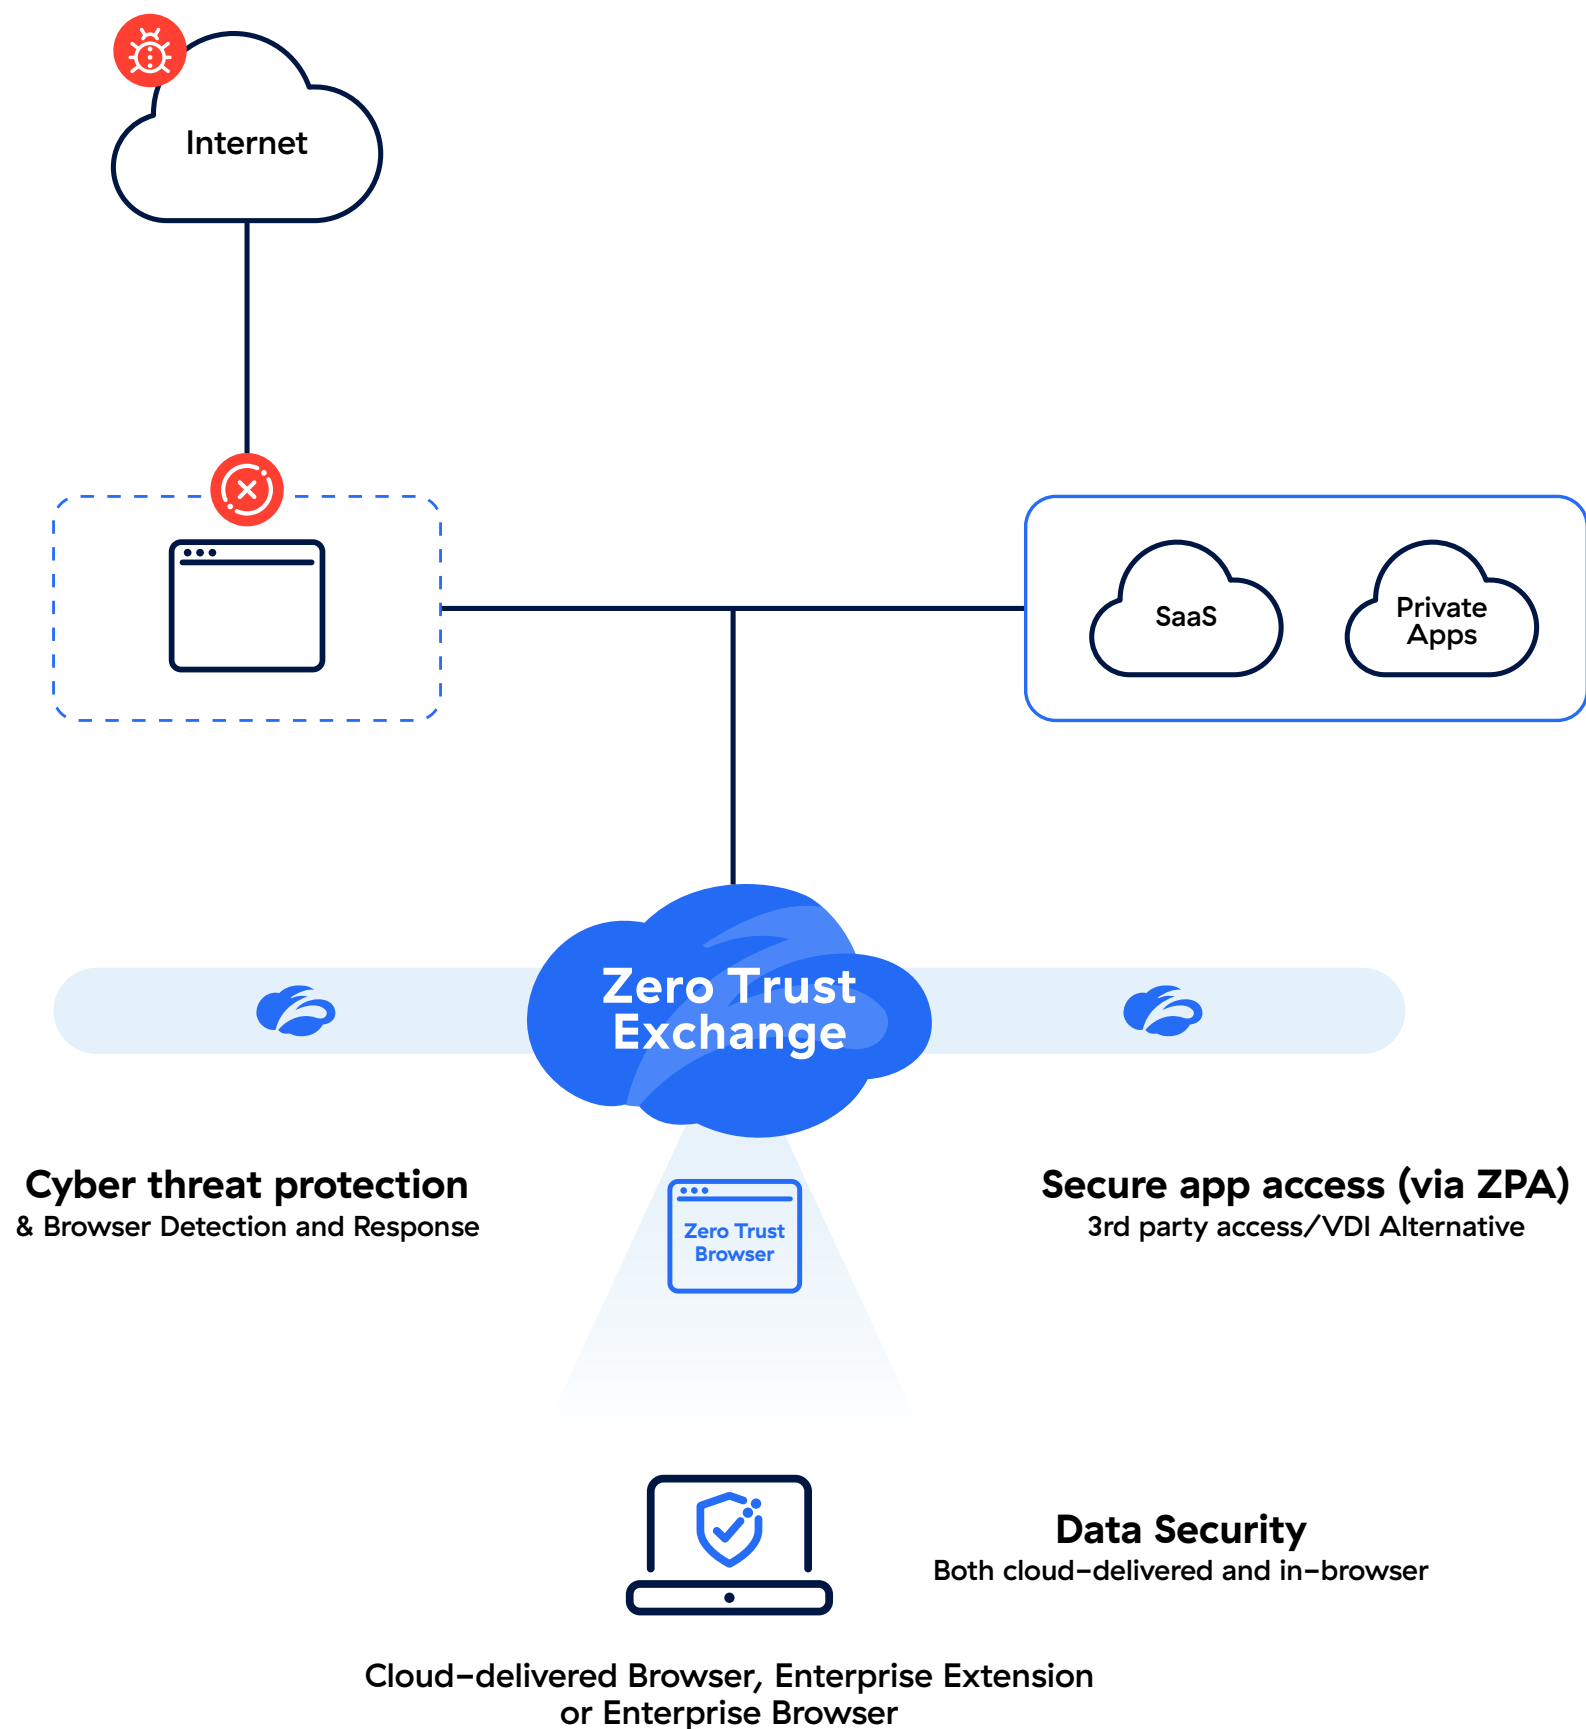 Internet
SaaS
Private
Apps
Zero Trust
Exchange
Cyber threat protection
& Browser Detection and Response
Zero Trust
Browser
Secure app access (via ZPA)
3rd party access/VDI Alternative
Data Security
Both cloud-delivered and in-browser
Cloud-delivered Browser, Enterprise Extension
or Enterprise Browser